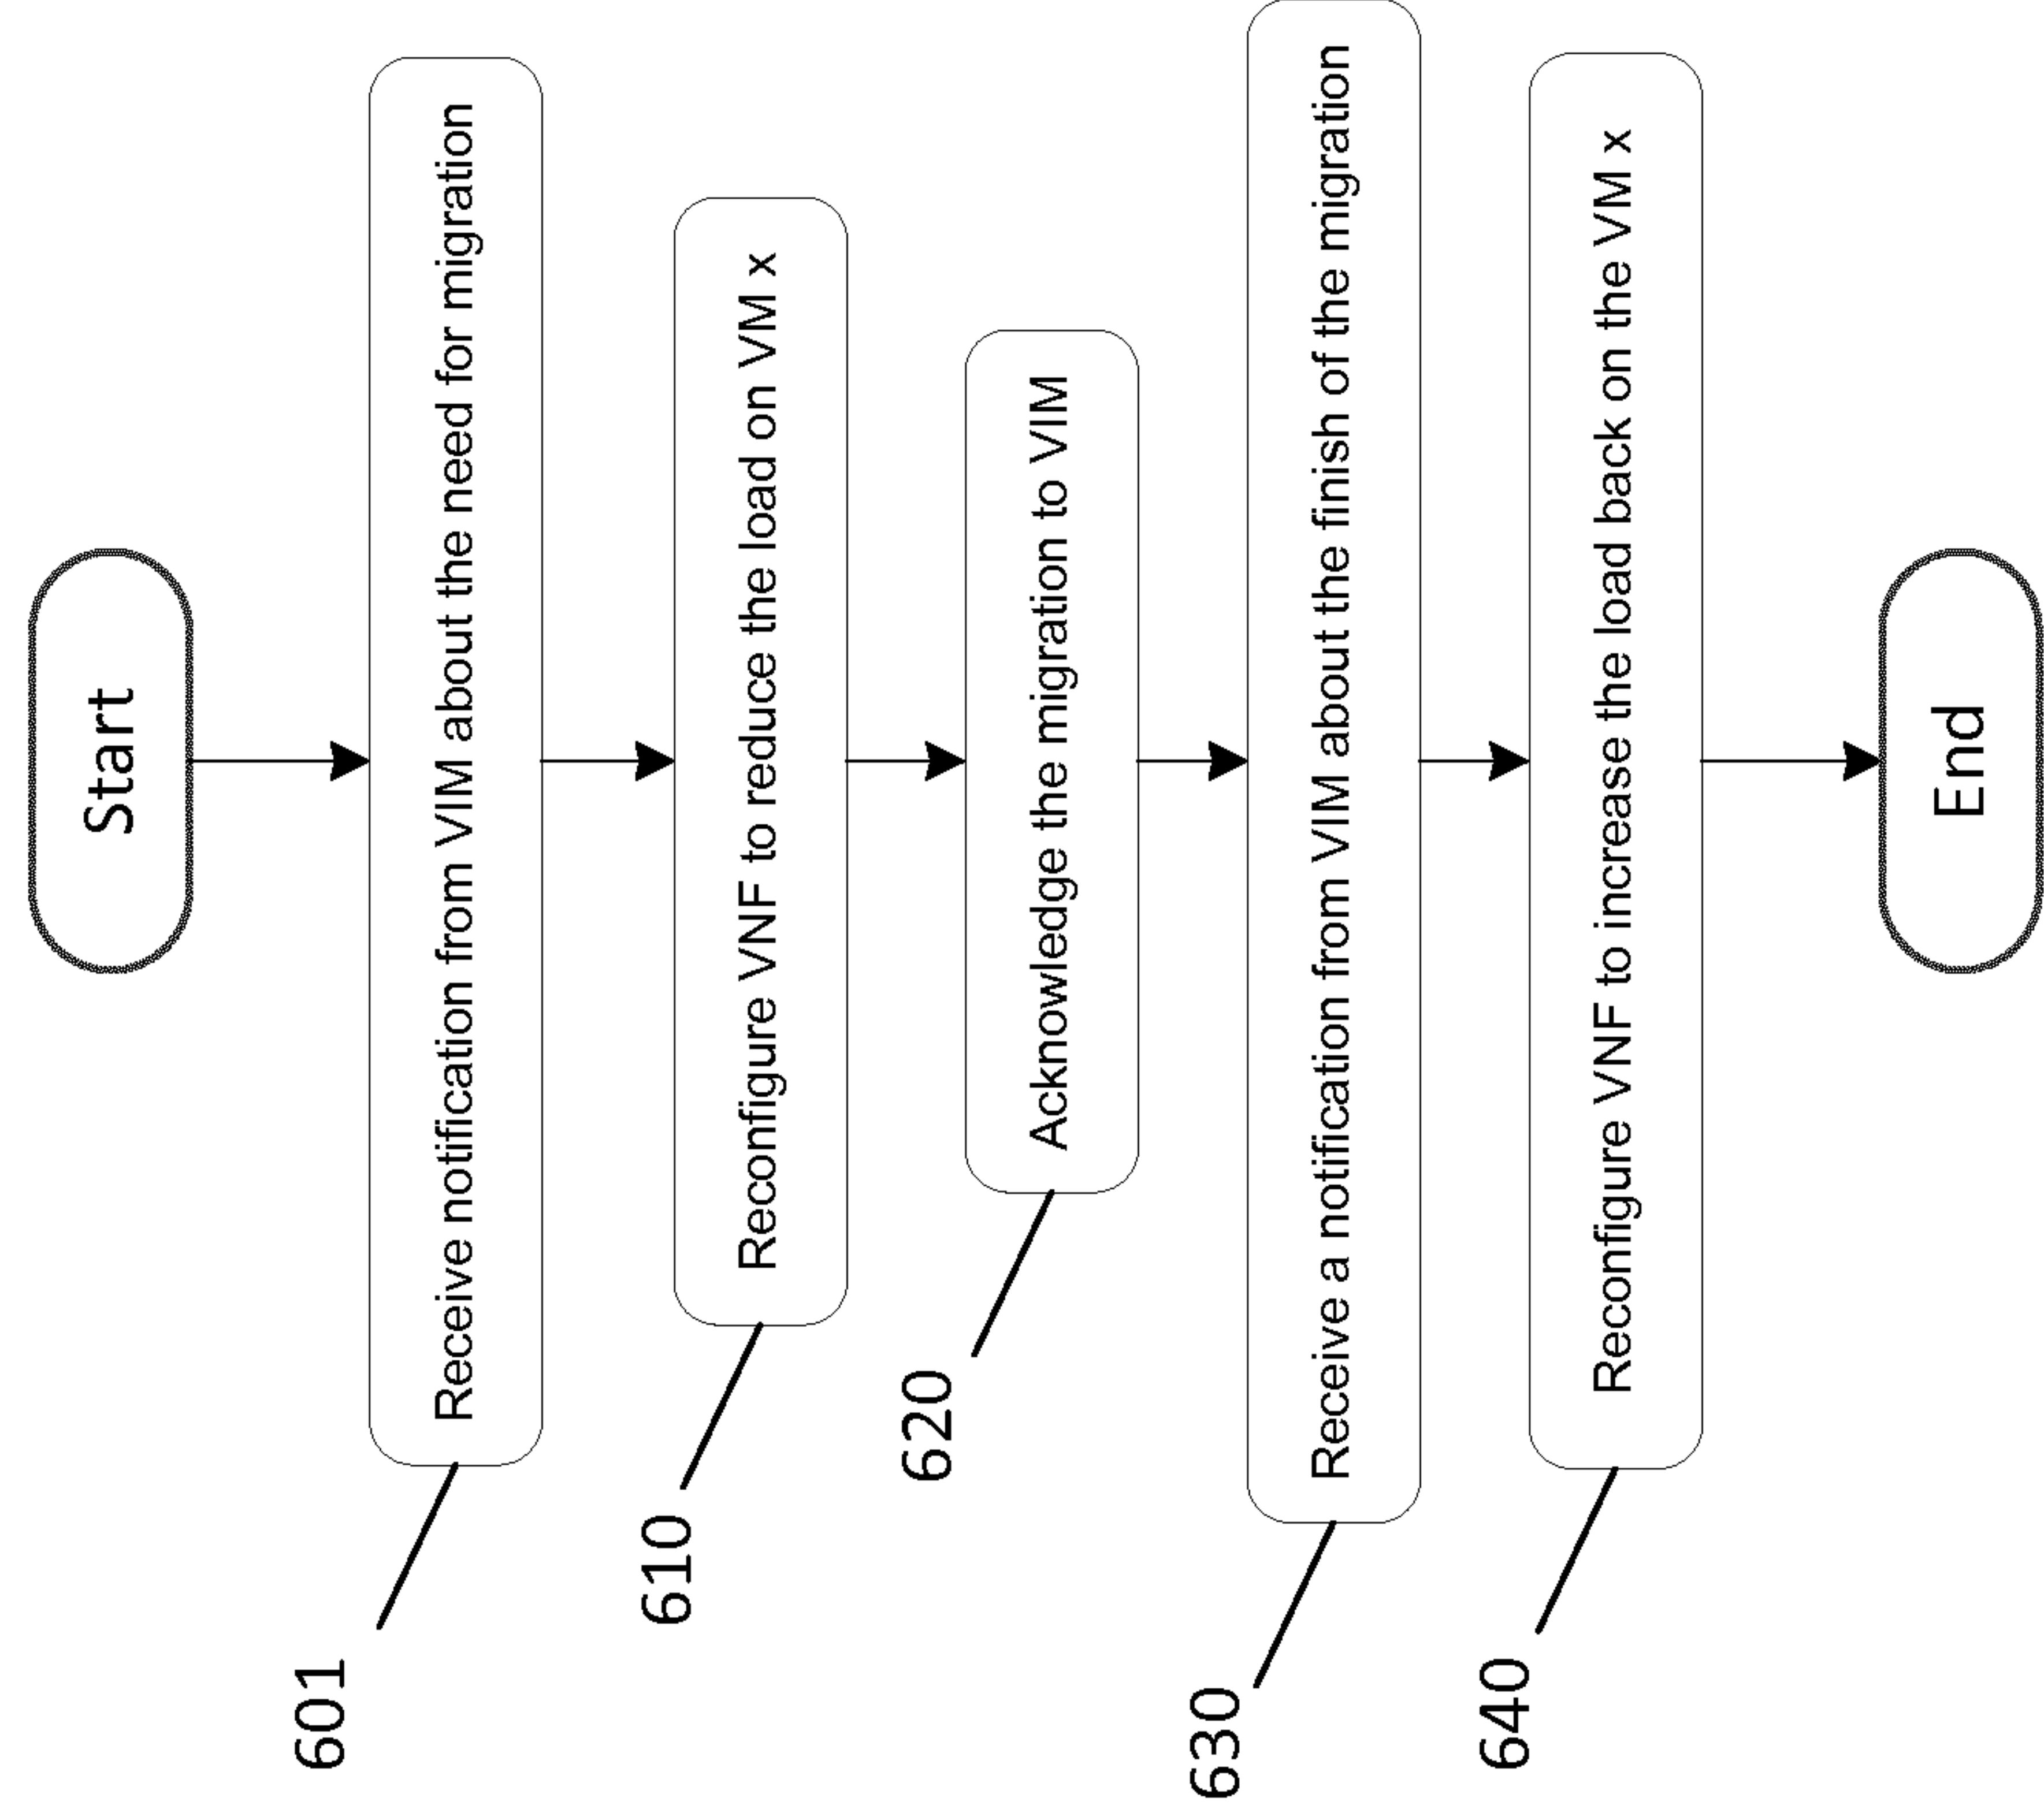 Start
601
Receive notification from VIM about the need for migration
610
Reconfigure VNF to reduce the load on VM x
620
Acknowledge the migration to VIM
630
Receive a notification from VIM about the finish of the migration
640
Reconfigure VNF to increase the load back on the VM x
End